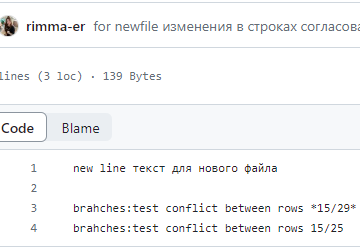 rimma-er for newfile изменения в строках согласова
lines (3 loc) · 139 Bytes
Code Blame
1 new line текст для нового файла
2
3 brahches:test conflict between rows *15/29*
4 brahches:test conflict between rows 15/25